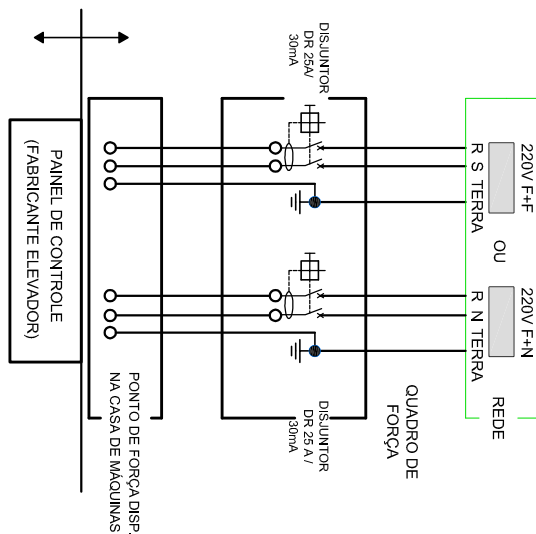 220V F+F
R S TERRA
OU
220V F+N
R N TERRA
REDE
DISJUNTOR
DR 25A/
30mA
DISJUNTOR
DR 25 A /
30mA
QUADRO DE
FORÇA
PONTO DE FORÇA DISP.
NA CASA DE MÁQUINAS
PAINEL DE CONTROLE
(FABRICANTE ELEVADOR)